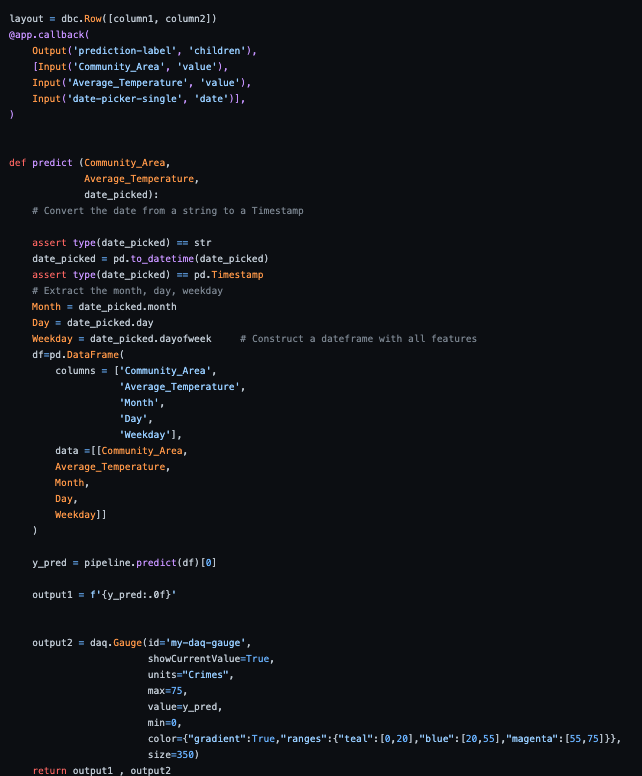 layout = dbc.Row([column1, column2])
@app.callback(
    Output('prediction-label', 'children'),
    [Input('Community_Area', 'value'),
    Input('Average_Temperature', 'value'),
    Input('date-picker-single', 'date')],
)
def predict (Community_Area,
             Average_Temperature,
             date_picked):
    # Convert the date from a string to a Timestamp
    assert type(date_picked) == str
    date_picked = pd.to_datetime(date_picked)
    assert type(date_picked) == pd.Timestamp
    # Extract the month, day, weekday
    Month = date_picked.month
    Day = date_picked.day
    Weekday = date_picked.dayofweek     # Construct a dateframe with all features
    df=pd.DataFrame(
        columns = ['Community_Area',
                   'Average_Temperature',
                   'Month',
                   'Day',
                   'Weekday'],
        data =[[Community_Area,
        Average_Temperature,
        Month,
        Day,
        Weekday]]
    )
    y_pred = pipeline.predict(df)[0]
    output1 = f'{y_pred:.0f}'
    output2 = daq.Gauge(id='my-daq-gauge',
                        showCurrentValue=True,
                        units="Crimes",
                        max=75,
                        value=y_pred,
                        min=0,
                        color={"gradient":True,"ranges":{"teal":[0,20],"blue":[20,55],"magenta":[55,75]}},
                        size=350)
    return output1 , output2